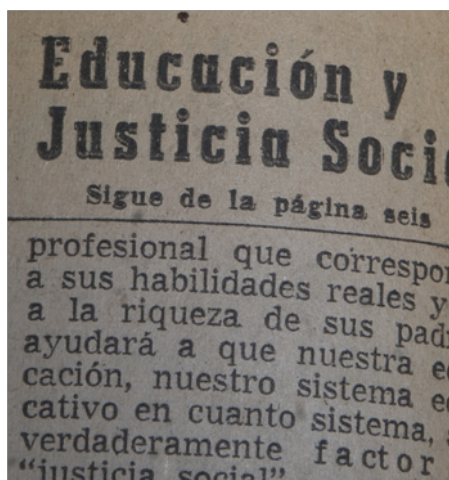 Educación y
Justicia Soci
Sigue de la página seis
profesional que correspon
a sus habilidades reales y
a la riqueza de sus pad
ayudará a que nuestra e
cación, nuestro sistema e
cativo en cuanto sistema,
verdaderamente factor
"justicia social"